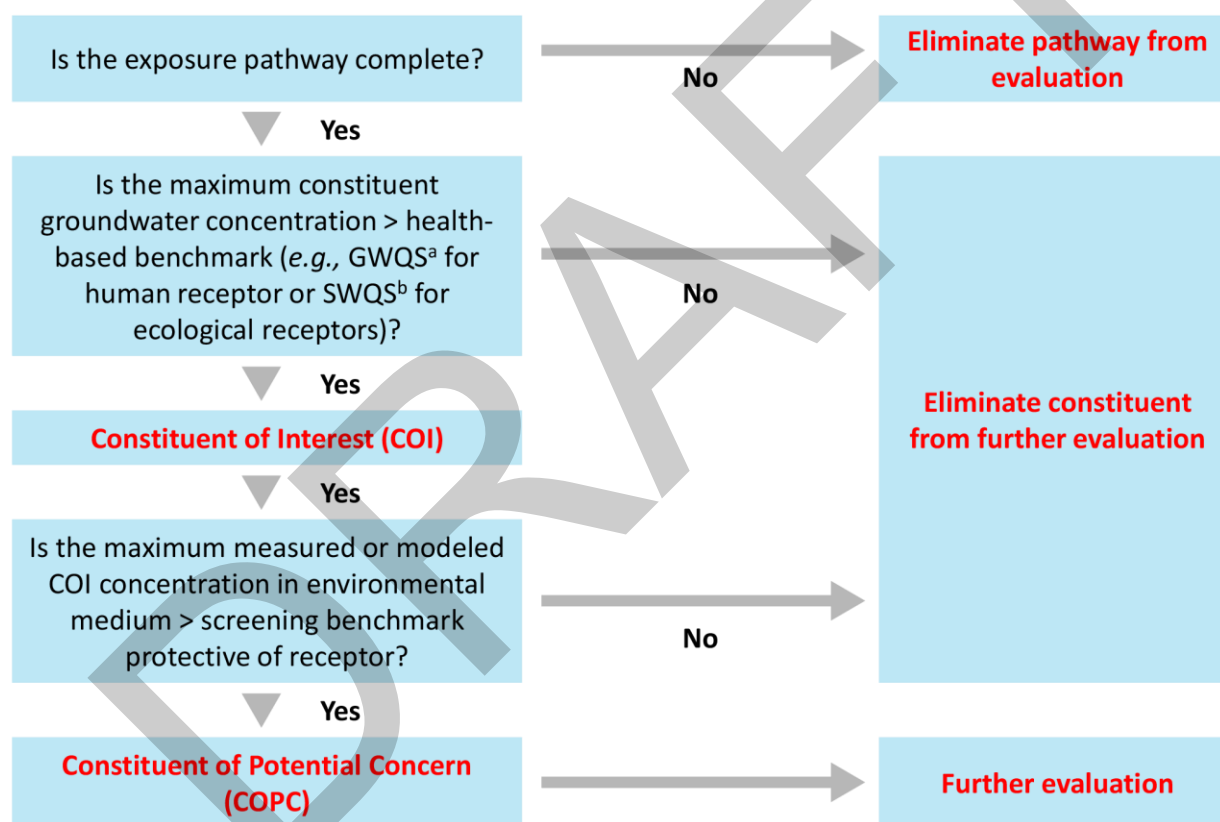 Is the exposure pathway complete?
No
Eliminate pathway from
evaluation
Yes
Is the maximum constituent
groundwater concentration > health-
based benchmark (e.g., GWQSᵃ for
human receptor or SWQSᵇ for
ecological receptors)?
No
Eliminate constituent
from further evaluation
Yes
Constituent of Interest (COI)
Yes
Is the maximum measured or modeled
COI concentration in environmental
medium > screening benchmark
protective of receptor?
No
Yes
Constituent of Potential Concern
(COPC)
Further evaluation
DRAFT